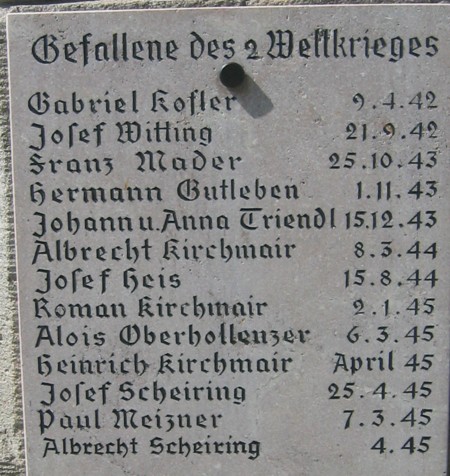 Gefallene des 2 Weltkrieges
Gabriel Kofler 9.4.42
Josef Witting 21.9.42
Franz Mader 25.10.43
Hermann Gutleben 1.11.43
Johann u. Anna Triendl 15.12.43
Albrecht Kirchmair 8.3.44
Josef Heis 15.8.44
Roman Kirchmair 2.1.45
Alois Oberhollenzer 6.3.45
Heinrich Kirchmair April 45
Josef Scheiring 25.4.45
Paul Meizner 7.3.45
Albrecht Scheiring 4.45